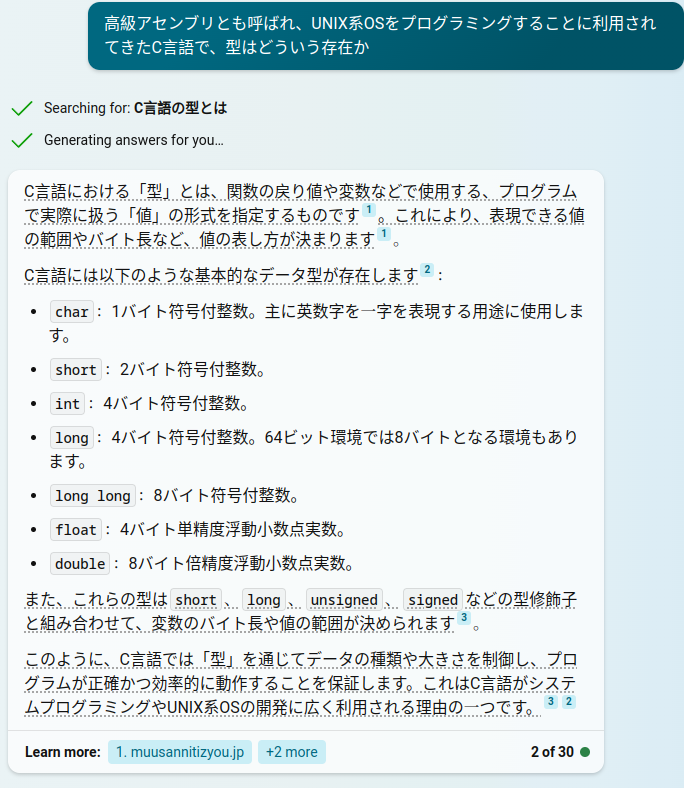 高級アセンブリとも呼ばれ、UNIX系OSをプログラミングすることに利用され
てきたC言語で、型はどういう存在か
Searching for: C言語の型とは
Generating answers for you…
C言語における「型」とは、関数の戻り値や変数などで使用する、プログラム
で実際に扱う「値」の形式を指定するものです 1 。これにより、表現できる値
の範囲やバイト長など、値の表し方が決まります 1 。
C言語には以下のような基本的なデータ型が存在します 2 :
• char : 1バイト符号付整数。主に英数字を一字を表現する用途に使用しま
す。
• short : 2バイト符号付整数。
• int : 4バイト符号付整数。
• long : 4バイト符号付整数。64ビット環境では8バイトとなる環境もあり
ます。
• long long : 8バイト符号付整数。
• float : 4バイト単精度浮動小数点実数。
• double : 8バイト倍精度浮動小数点実数。
また、これらの型は short 、 long 、 unsigned 、 signed などの型修飾子
と組み合わせて、変数のバイト長や値の範囲が決められます 3 。
このように、C言語では「型」を通じてデータの種類や大きさを制御し、プロ
グラムが正確かつ効率的に動作することを保証します。これはC言語がシステ
ムプログラミングやUNIX系OSの開発に広く利用される理由の一つです。 3 2
Learn more: 1. muusannitizyou.jp +2 more 2 of 30